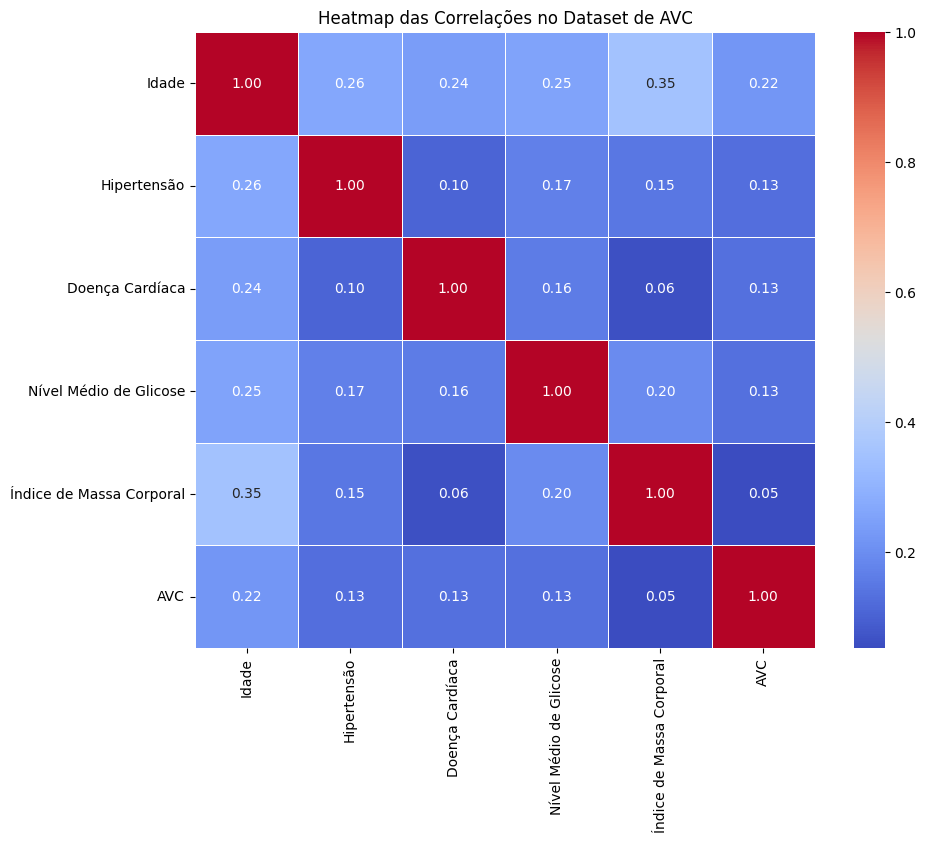 Heatmap das Correlações no Dataset de AVC
Idade 1.00 0.26 0.24 0.25 0.35 0.22
Hipertensão 0.26 1.00 0.10 0.17 0.15 0.13
Doença Cardíaca 0.24 0.10 1.00 0.16 0.06 0.13
Nível Médio de Glicose 0.25 0.17 0.16 1.00 0.20 0.13
Índice de Massa Corporal 0.35 0.15 0.06 0.20 1.00 0.05
AVC 0.22 0.13 0.13 0.13 0.05 1.00
Idade
Hipertensão
Doença Cardíaca
Nível Médio de Glicose
Índice de Massa Corporal
AVC
1.0
0.8
0.6
0.4
0.2